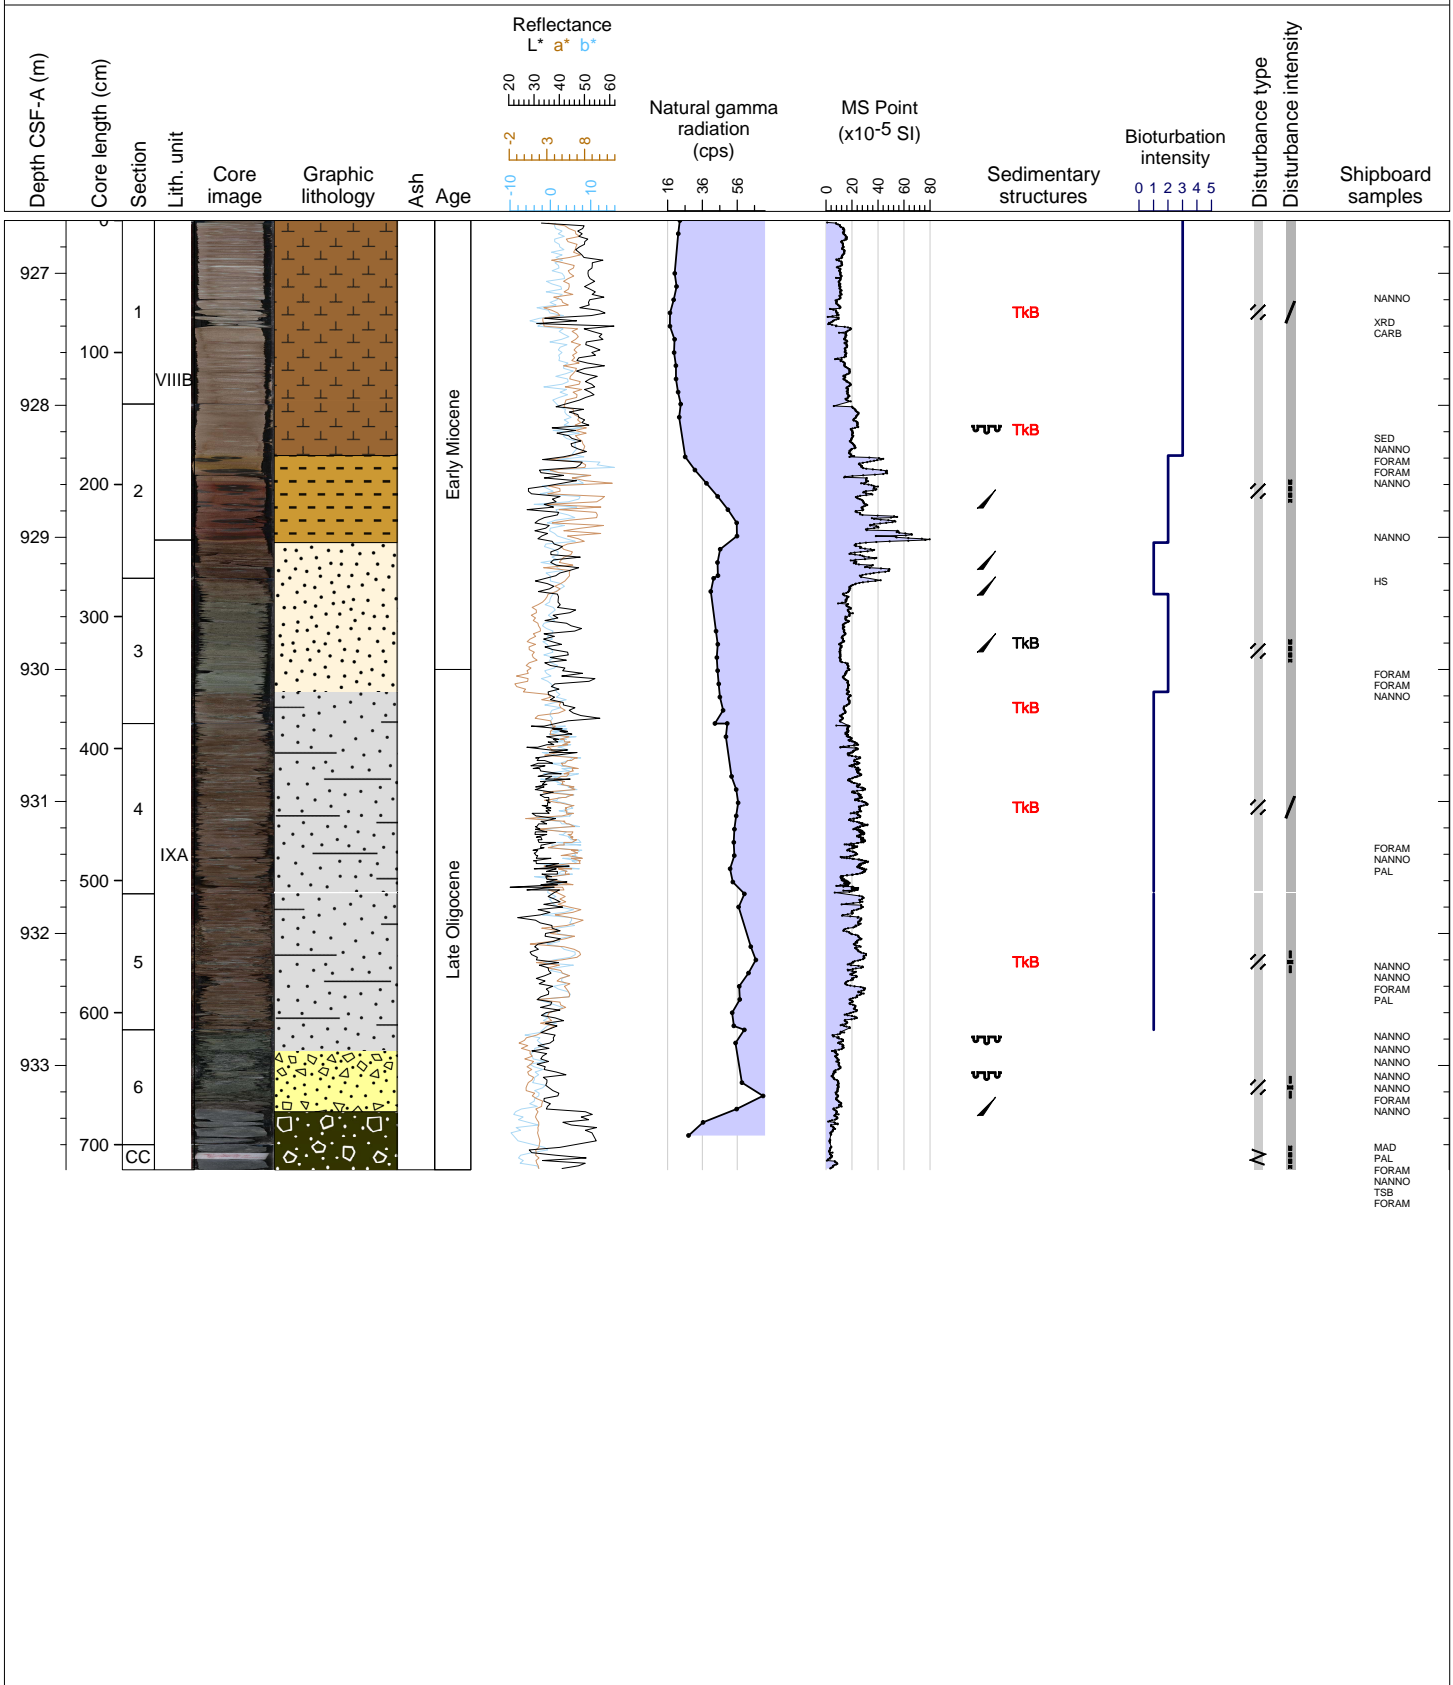 Depth CSF-A (m)
Core length (cm)
Section
Lith. unit
Core
image
Graphic
lithology
Ash
Age
Reflectance
L* a* b*
20 30 40 50 60
-2 3 8
-10 0 10
Natural gamma
radiation
(cps)
16 36 56
MS Point
(x10-5 SI)
0 20 40 60 80
Sedimentary
structures
Bioturbation
intensity
0 1 2 3 4 5
Disturbance type
Disturbance intensity
Shipboard
samples
0
927
1
NANNO
TkB
XRD
CARB
100
VIIIB
928
Early Miocene
TkB
SED
NANNO
FORAM
FORAM
NANNO
200
2
929
NANNO
HS
300
3
TkB
930
FORAM
FORAM
NANNO
TkB
400
931
4
TkB
IXA
FORAM
NANNO
PAL
500
932
Late Oligocene
5
TkB
NANNO
NANNO
FORAM
PAL
600
NANNO
NANNO
NANNO
933
6
NANNO
NANNO
FORAM
NANNO
700
CC
MAD
PAL
FORAM
NANNO
TSB
FORAM